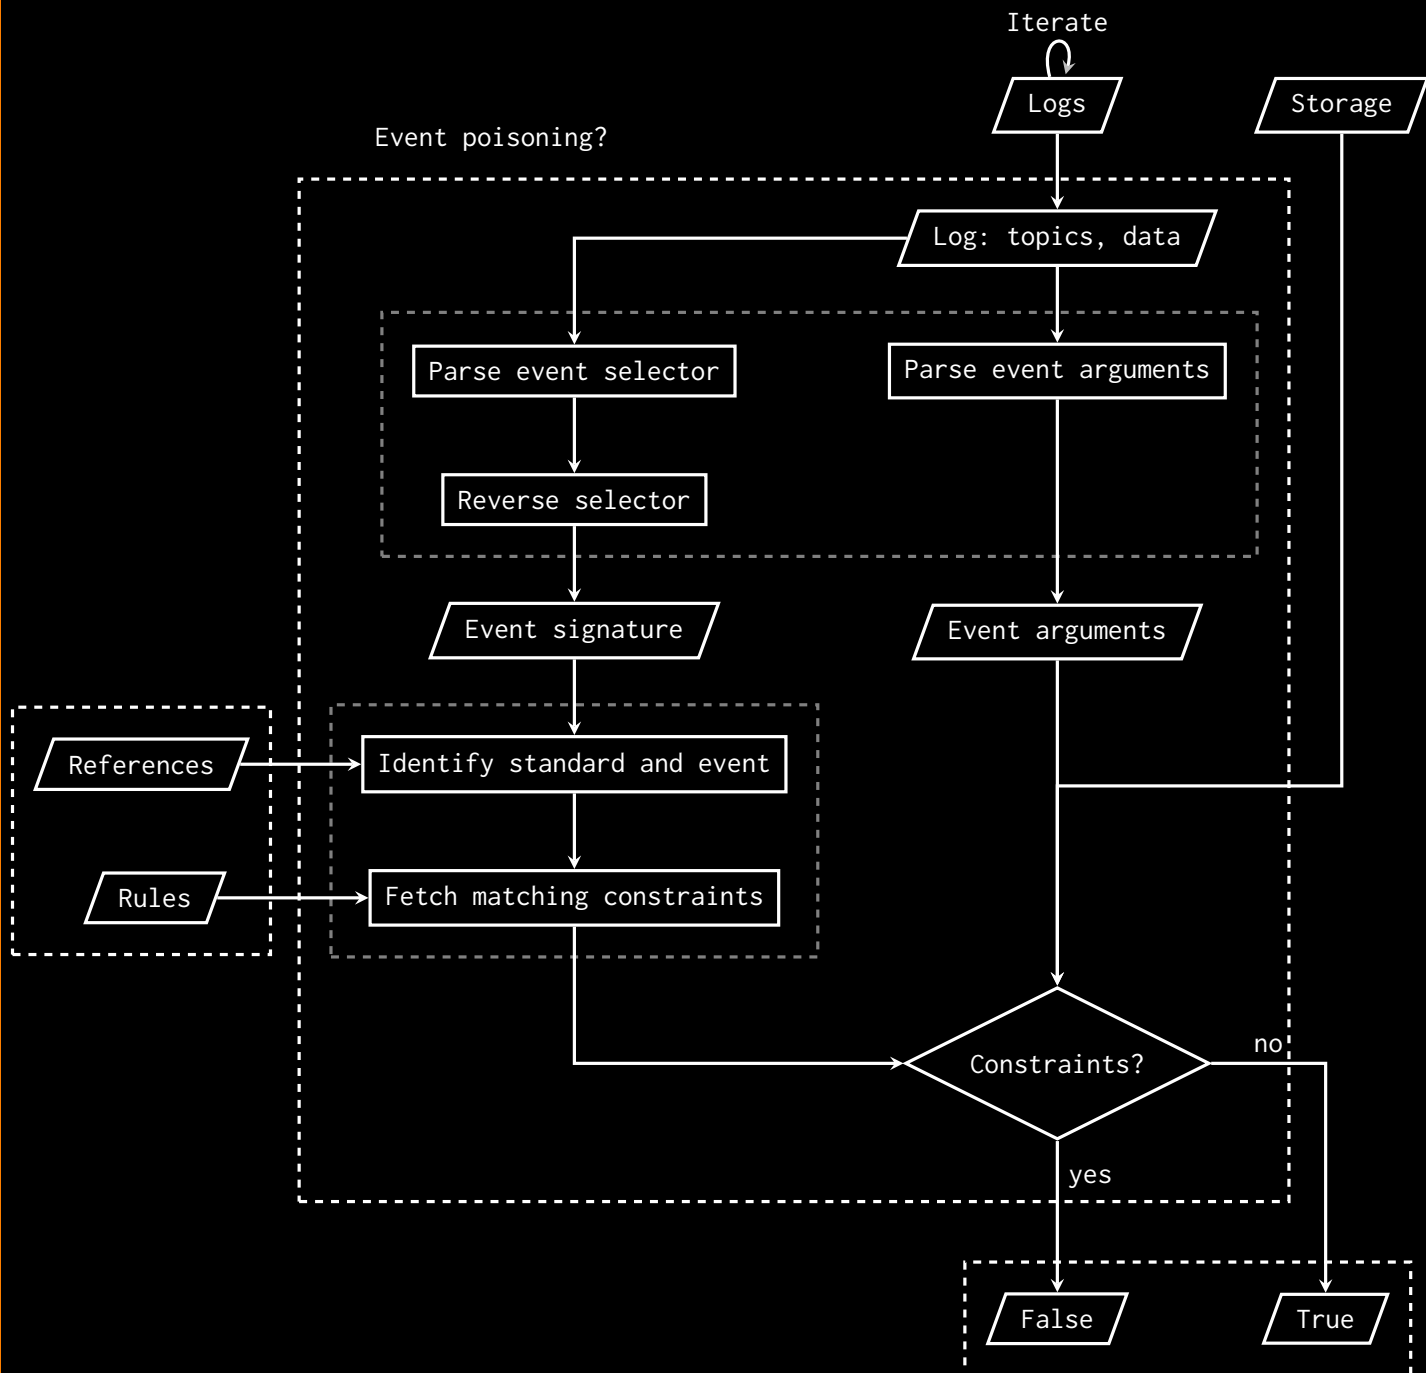 Iterate
Logs
Storage
Event poisoning?
Log: topics, data
Parse event selector
Parse event arguments
Reverse selector
Event signature
Event arguments
References
Identify standard and event
Rules
Fetch matching constraints
Constraints?
no
yes
False
True